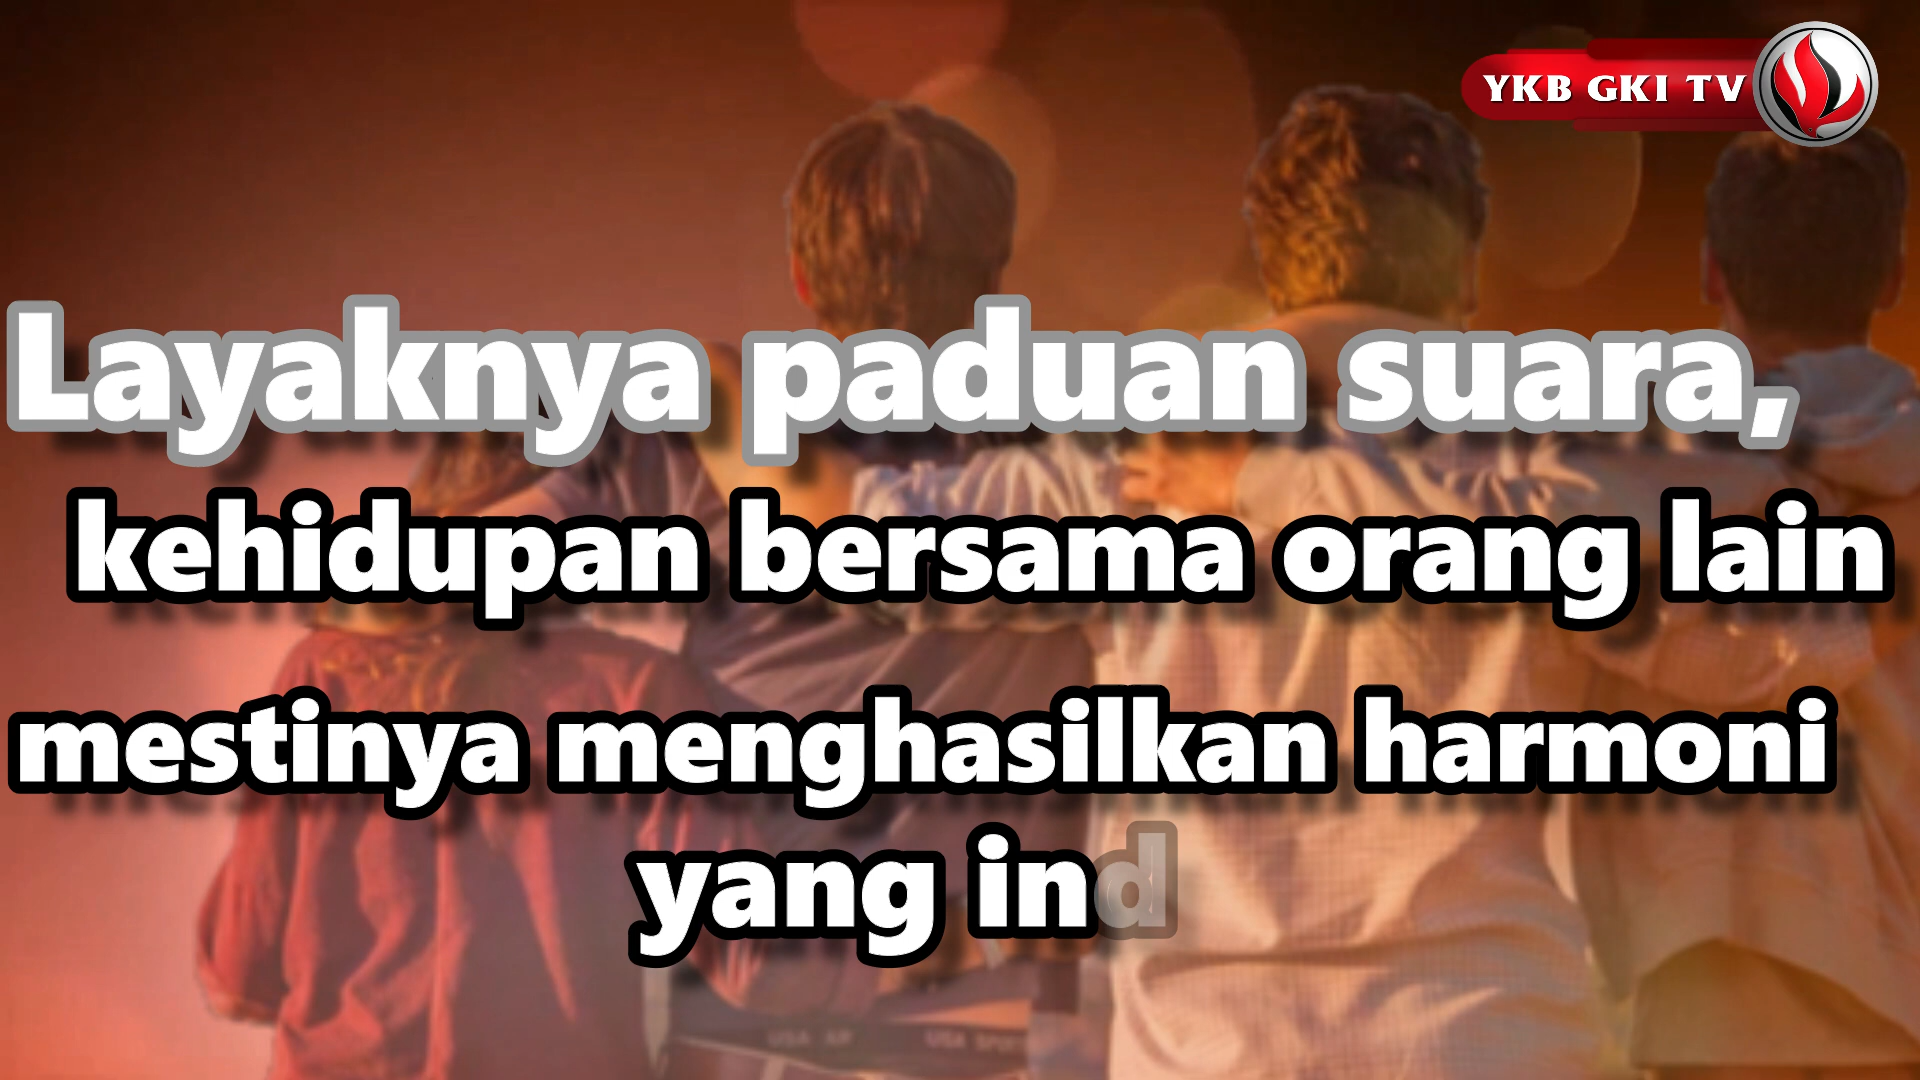 YKB GKI TV
Layaknya paduan suara,
kehidupan bersama orang lain
mestinya menghasilkan harmoni
yang ind